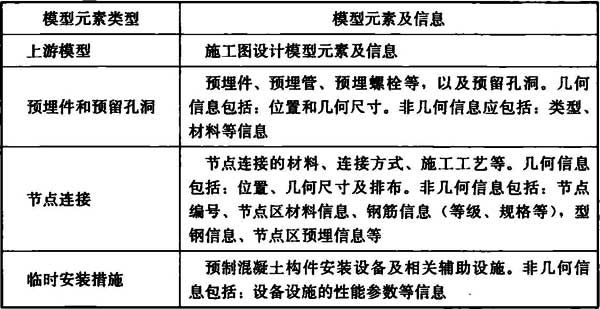 模型元素类型 模型元素及信息
上游模型 施工图设计模型元素及信息
预埋件、预埋管、预埋螺栓等，以及预留孔洞。几何
预埋件和预留孔洞 信息包括：位置和几何尺寸。非几何信息应包括：类型、
材料等信息
节点连接的材料、连接方式、施工工艺等。几何信息
包括：位置、几何尺寸及排布。非几何信息包括：节点
节点连接
编号、节点区材料信息、钢筋信息（等级、规格等），型
钢信息、节点区预埋信息等
预制混凝土构件安装设备及相关辅助设施。非几何信
临时安装措施
息包括：设备设施的性能参数等信息